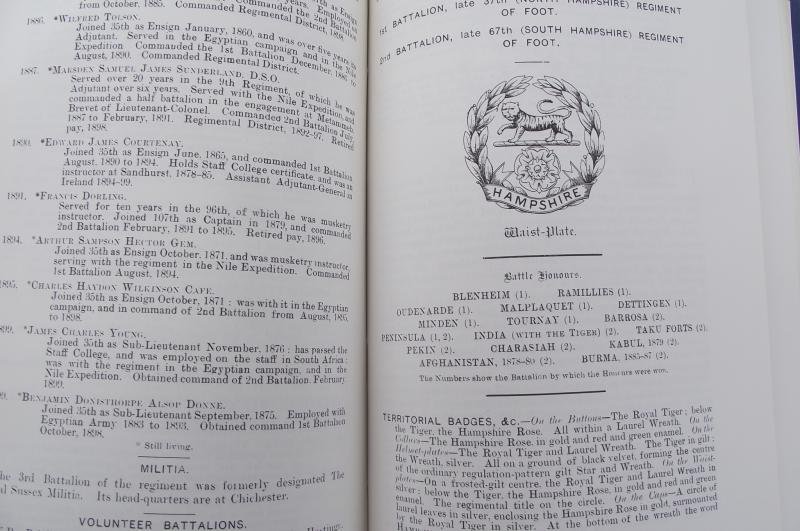 October, 1885. Commanded the 2nd Battalion
Commanded Regimental District, 1898.
1886. *WILFRED TOLSON.
Joined 35th as Ensign January, 1860, and was over five years its
Adjutant. Served in the Egyptian campaign and in the Nile
Expedition Commanded the 1st Battalion December, 1886 to
August, 1890. Commanded Regimental District.
1887. *MARSDEN SAMUEL JAMES SUNDERLAND, D.S.O.
Served over 20 years in the 9th Regiment, of which he was
Adjutant over six years. Served with the Nile Expedition, and
commanded a half battalion in the engagement at Metammeh.
Brevet of Lieutenant-Colonel. Commanded 2nd Battalion July,
1887 to February, 1891. Regimental District, 1892-97. Retired
pay, 1898.
1890. *EDWARD JAMES COURTENAY.
Joined 35th as Ensign June, 1865, and commanded 1st Battalion
August, 1890 to 1894. Holds Staff College certificate, and was an
instructor at Sandhurst, 1878-85. Assistant Adjutant-General in
Ireland 1894-99.
1891. *FRANCIS DORLING.
Served for ten years in the 96th, of which he was musketry
instructor. Joined 107th as Captain in 1879, and commanded
2nd Battalion February, 1891 to 1895. Retired pay, 1896.
1894. *ARTHUR SAMPSON HECTOR GEM.
Joined 35th as Ensign October, 1871, and was musketry instructor,
serving with the regiment in the Nile Expedition. Commanded
1st Battalion August, 1894.
895. *CHARLES HAYDON WILKINSON CAFE.
Joined 35th as Ensign October, 1871 : was with it in the Egyptian
campaign, and in command of 2nd Battalion from August, 1895
to 1898.
899. *JAMES CHARLES YOUNG.
Joined 35th as Sub-Lieutenant November, 1876 : has passed the
Staff College, and was employed on the staff in South Africa :
was with the regiment in the Egyptian campaign, and in the
Nile Expedition. Obtained command of 2nd Battalion, February,
1899.
9. *BENJAMIN DONISTHORPE ALSOP DONNE.
Joined 35th as Sub-Lieutenant September, 1875. Employed with
Egyptian Army 1883 to 1893. Obtained command 1st Battalion
October, 1898.
* Still living.
MILITIA.
The 3rd Battalion of the regiment was formerly designated The
l Sussex Militia. Its head-quarters are at Chichester.
VOLUNTEER BATTALIONS.
1ST BATTALION, late 37th (NORTH HAMPSHIRE) REGIMENT
OF FOOT.
2ND BATTALION, late 67th (SOUTH HAMPSHIRE) REGIMENT
OF FOOT.
HAMPSHIRE
Waist-Plate.
Battle Honours.
BLENHEIM (1). RAMILLIES (1).
OUDENARDE (1). MALPLAQUET (1). DETTINGEN (1).
MINDEN (1). TOURNAY (1). BARROSA (2).
PENINSULA (1, 2). INDIA (WITH THE TIGER) (2). TAKU FORTS (2).
PEKIN (2). CHARASIAH (2). KABUL, 1879 (2).
AFGHANISTAN, 1878-80 (2). BURMA, 1885-87 (2).
The Numbers show the Battalion by which the Honours were won.
TERRITORIAL BADGES, &c.—On the Buttons—The Royal Tiger; below
the Tiger, the Hampshire Rose. All within a Laurel Wreath. On the
Collars—The Hampshire Rose, in gold and red and green enamel. On the
Helmet-plates—The Royal Tiger and Laurel Wreath. The Tiger in gilt :
the Wreath, silver. All on a ground of black velvet, forming the centre
of the ordinary regulation-pattern gilt Star and Wreath. On the Waist-
plates—On a frosted-gilt centre, the Royal Tiger and Laurel Wreath in
silver : below the Tiger, the Hampshire Rose, in gold and red and green
enamel. The regimental title on the circle. On the Caps—A circle of
laurel leaves in silver, enclosing the Hampshire Rose in gold, surmounted
by the Royal Tiger in silver. At the bottom of the wreath the word